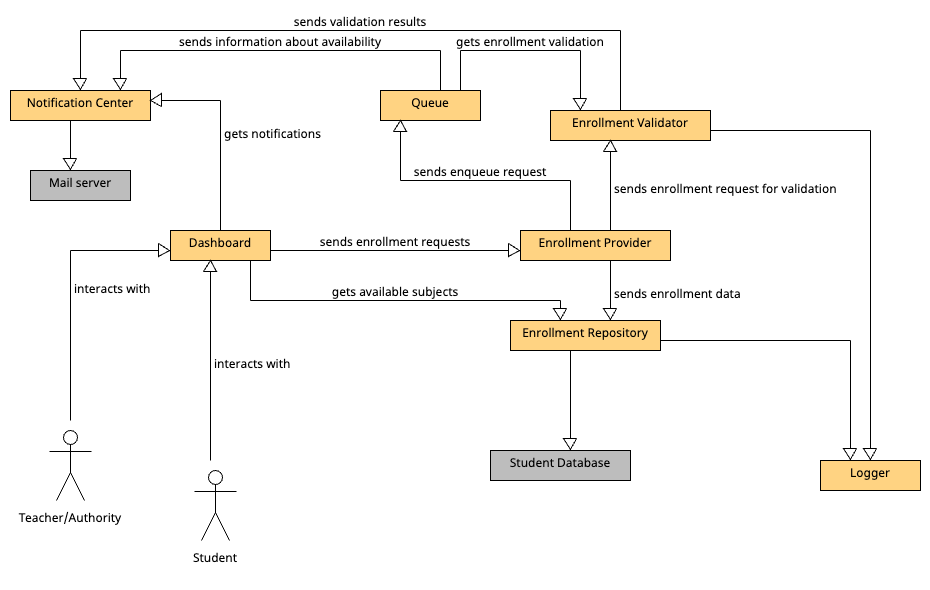 sends validation results
sends information about availability
gets enrollment validation
Notification Center
Queue
Enrollment Validator
gets notifications
sends enqueue request
Mail server
sends enrollment request for validation
Dashboard
sends enrollment requests
Enrollment Provider
interacts with
gets available subjects
sends enrollment data
Enrollment Repository
interacts with
Student Database
Logger
Teacher/Authority
Student